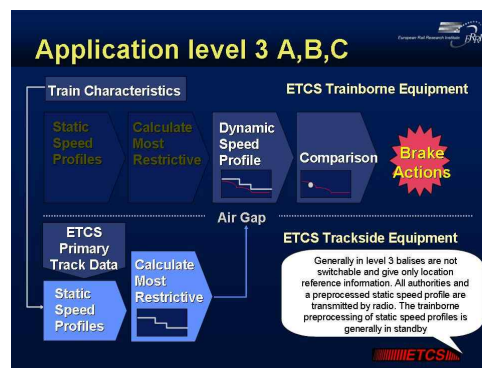 Application level 3 A,B,C
European Rail Research Institute
ERRI
Train Characteristics
ETCS Trainborne Equipment
Static
Speed
Profiles
Calculate
Most
Restrictive
Dynamic
Speed
Profile
Comparison
Brake
Actions
Air Gap
ETCS
Primary
Track Data
ETCS Trackside Equipment
Static
Speed
Profiles
Calculate
Most
Restrictive
Generally in level 3 balises are not
switchable and give only location
reference information. All authorities and
a preprocessed static speed profile are
transmitted by radio. The trainborne
preprocessing of static speed profiles is
generally in standby
ETCS